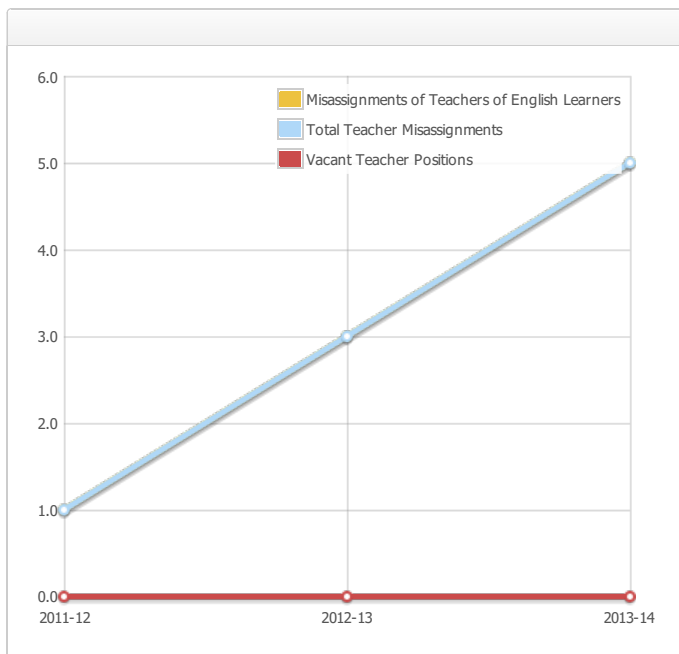 6.0
Misassignments of Teachers of English Learners
Total Teacher Misassignments
Vacant Teacher Positions
5.0
4.0
3.0
2.0
1.0
0.0
2011-12 2012-13 2013-14